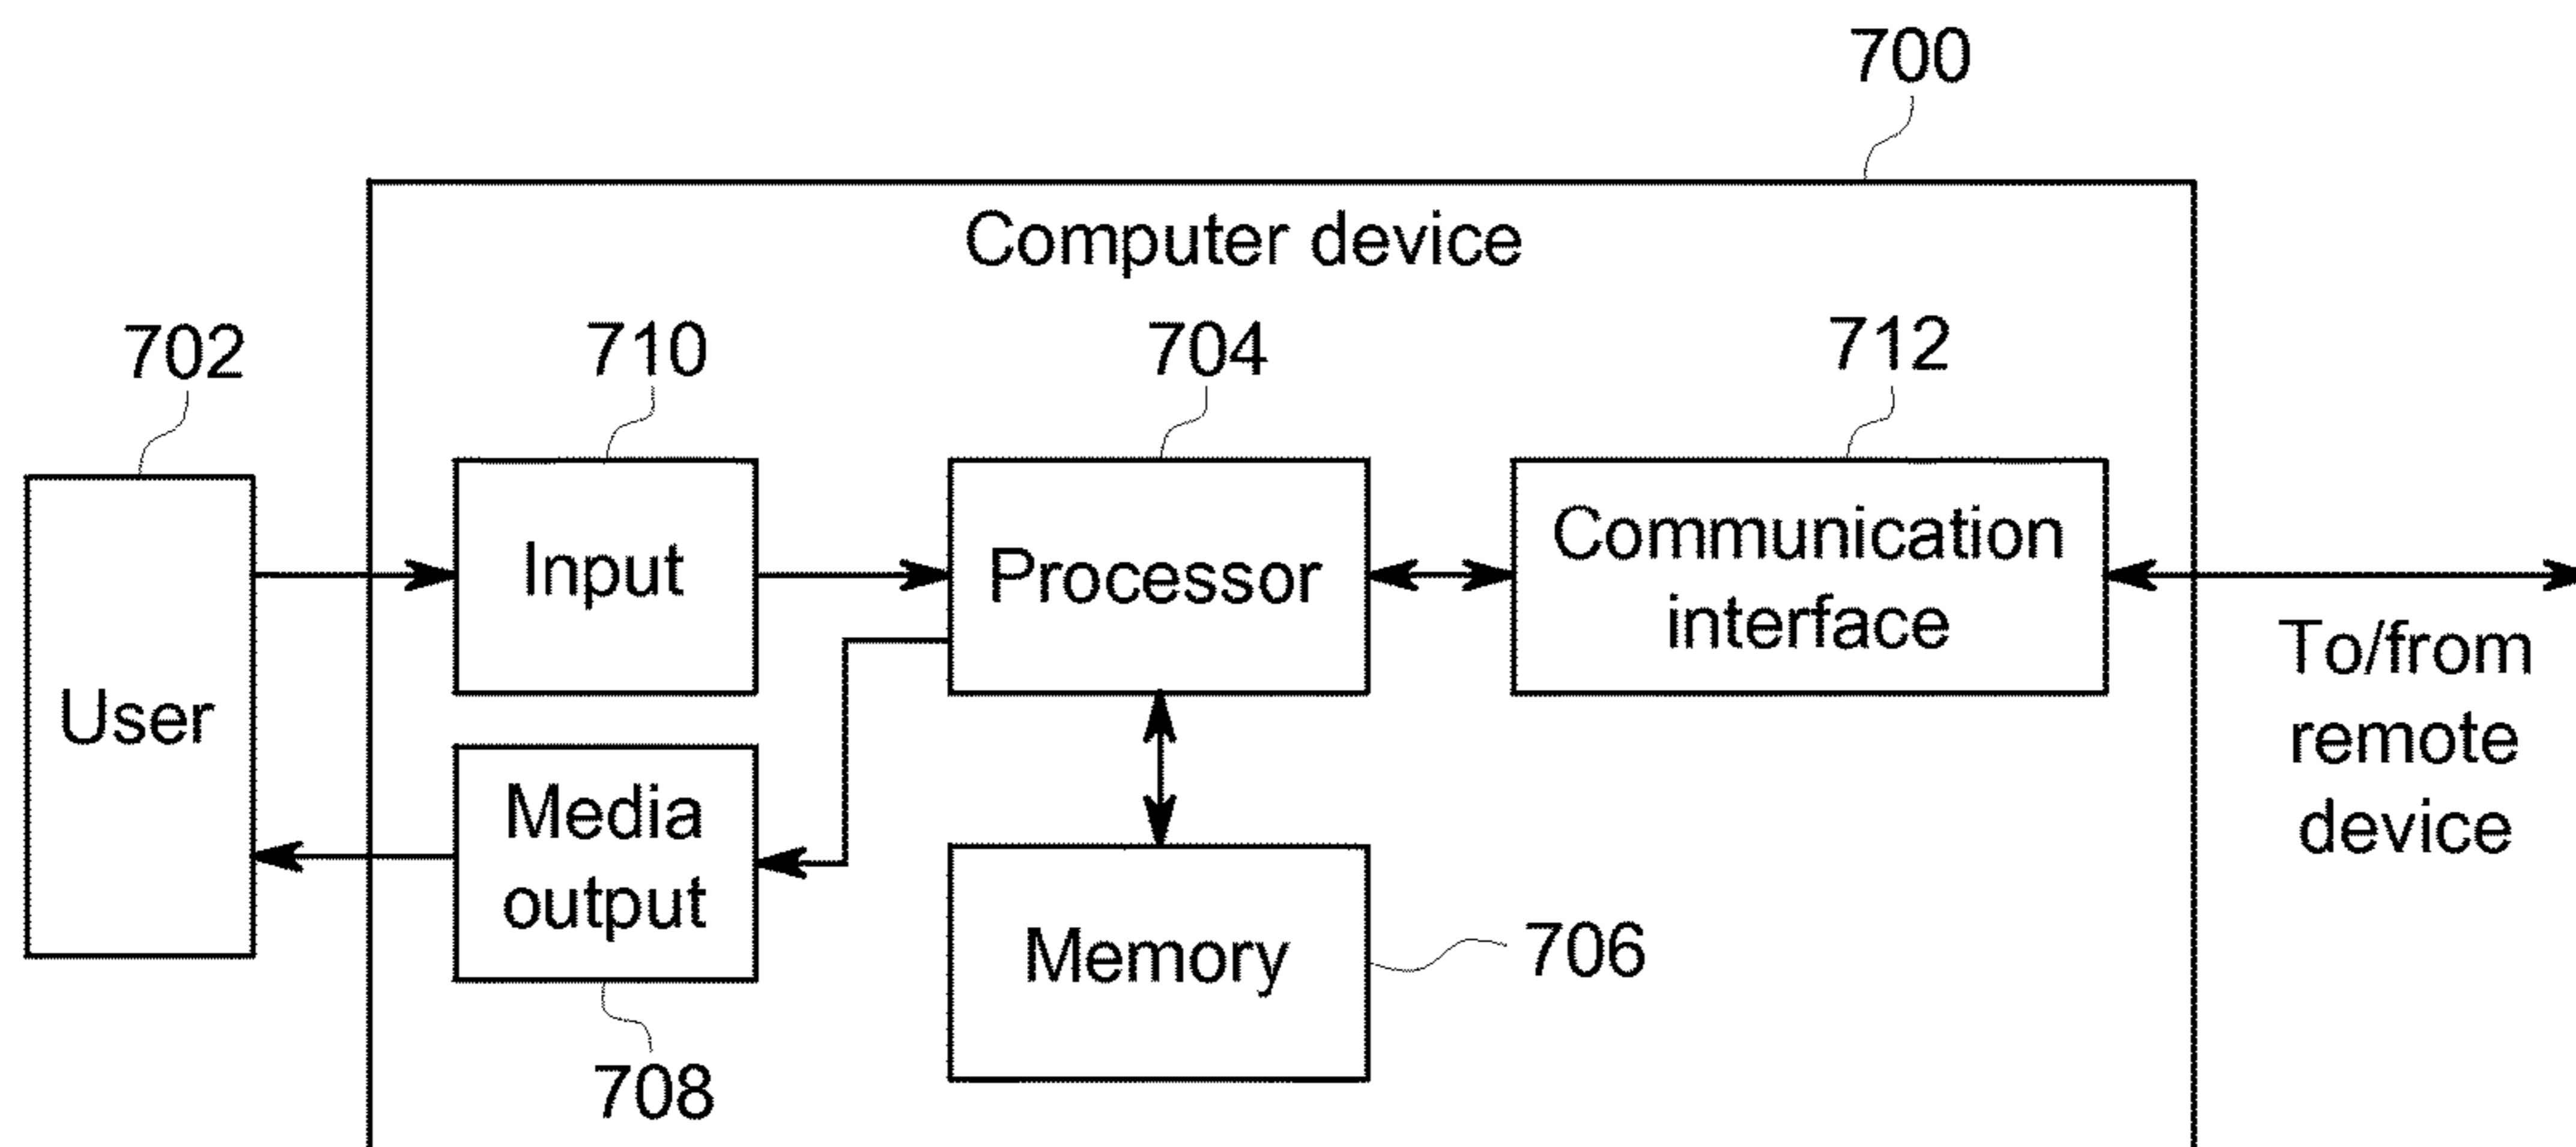 700
Computer device
702
710
704
712
User
Input
Processor
Communication
interface
To/from
remote
device
Media
output
Memory
706
708